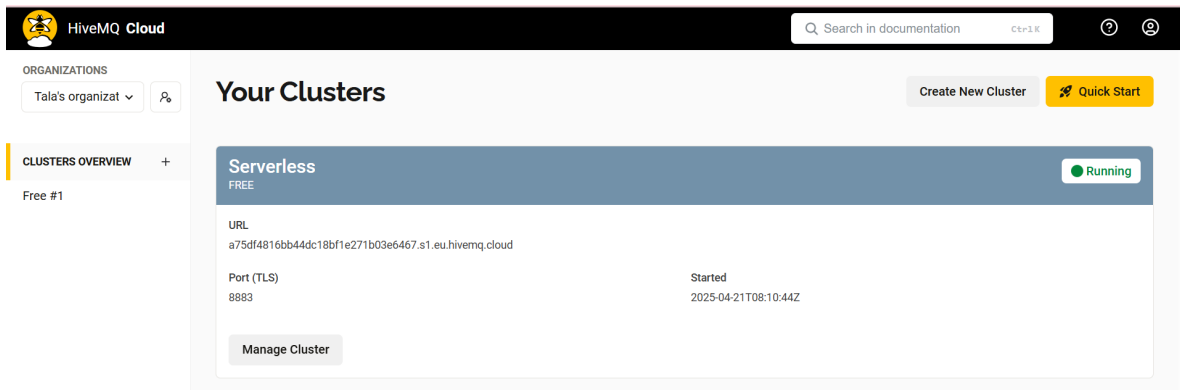 HiveMQ Cloud
Search in documentation Ctrl K
ORGANIZATIONS
Tala's organizat
Your Clusters
Create New Cluster
Quick Start
CLUSTERS OVERVIEW +
Free #1
Serverless
FREE
Running
URL
a75df4816bb44dc18bf1e271b03e6467.s1.eu.hivemq.cloud
Port (TLS)
8883
Started
2025-04-21T08:10:44Z
Manage Cluster